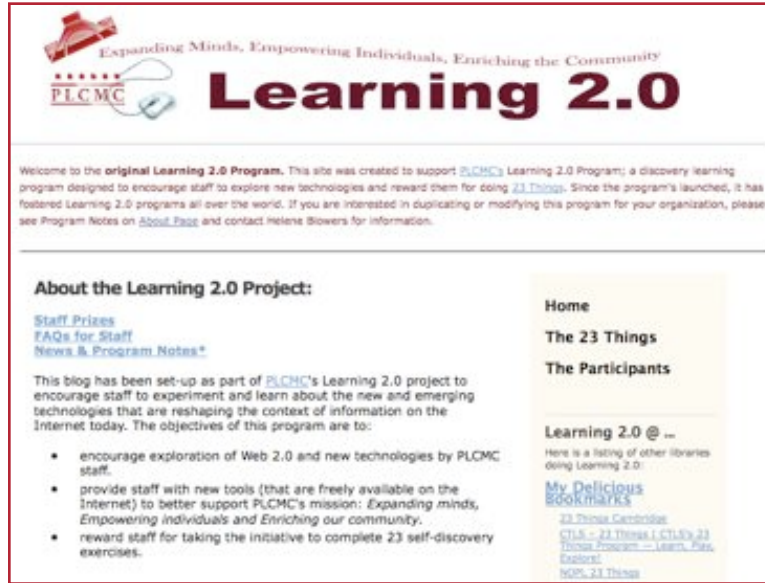 Expanding Minds, Empowering Individuals, Enriching the Community
PLCMC
Learning 2.0
Welcome to the original Learning 2.0 Program. This site was created to support PLCMC's Learning 2.0 Program; a discovery learning
program designed to encourage staff to explore new technologies and reward them for doing 23 Things. Since the program's launched, it has
fostered Learning 2.0 programs all over the world. If you are interested in duplicating or modifying this program for your organization, please
see Program Notes on About Page and contact Helene Blowers for information.
About the Learning 2.0 Project:
Staff Prizes
FAQs for Staff
News & Program Notes*
This blog has been set-up as part of PLCMC's Learning 2.0 project to
encourage staff to experiment and learn about the new and emerging
technologies that are reshaping the context of information on the
Internet today. The objectives of this program are to:
• encourage exploration of Web 2.0 and new technologies by PLCMC
staff.
• provide staff with new tools (that are freely available on the
Internet) to better support PLCMC's mission: Expanding minds,
Empowering individuals and Enriching our community.
• reward staff for taking the initiative to complete 23 self-discovery
exercises.
Home
The 23 Things
The Participants
Learning 2.0 @ ...
Here is a listing of other libraries
doing Learning 2.0:
My Delicious
Bookmarks
23 Things Cambridge
CTLS - 23 Things | CTLS's 23
Things Program — Learn, Play,
Explore!
NOPL 23 Things